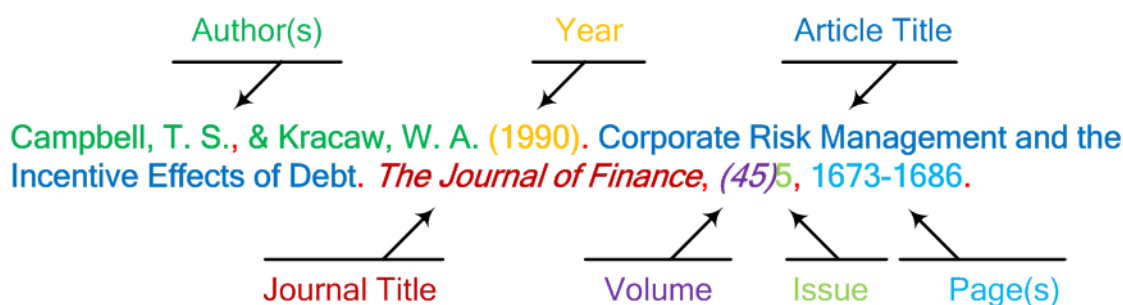 Author(s) Year Article Title
Campbell, T. S., & Kracaw, W. A. (1990). Corporate Risk Management and the
Incentive Effects of Debt. The Journal of Finance, (45)5, 1673-1686.
Journal Title Volume Issue Page(s)